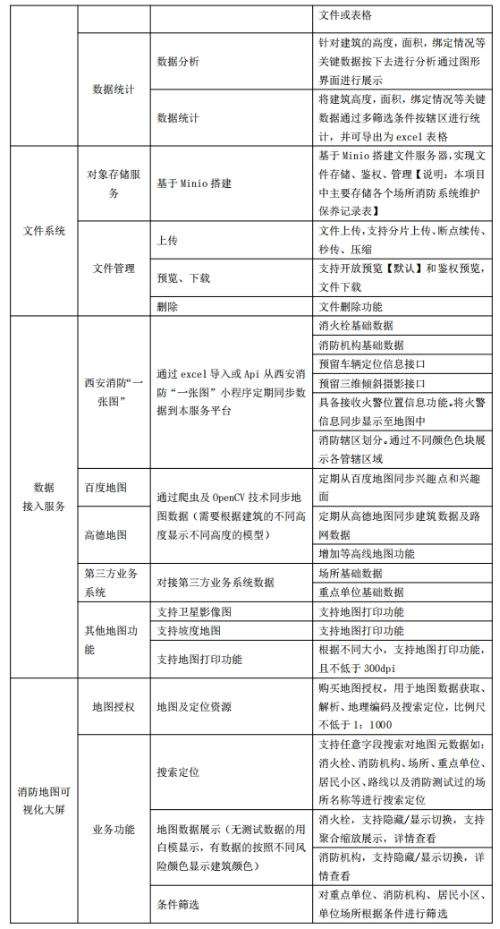 文件或表格
数据统计
数据分析
针对建筑的高度，面积，绑定情况等
关键数据按下去进行分析通过图形
界面进行展示
数据统计
将建筑高度，面积，绑定情况等关键
数据通过多筛选条件按辖区进行统
计，并可导出为 excel 表格
文件系统
对象存储服
务
基于 Minio 搭建
基于 Minio 搭建文件服务器，实现文
件存储、鉴权、管理【说明：本项目
中主要存储各个场所消防系统维护
保养记录表】
文件管理
上传
文件上传，支持分片上传、断点续传、
秒传、压缩
预览、下载
支持开放预览【默认】和鉴权预览，
文件下载
删除
文件删除功能
数据
接入服务
西安消防“一
张图”
通过 excel 导入或 Api 从西安消
防“一张图”小程序定期同步数
据到本服务平台
消火栓基础数据
消防机构基础数据
预留车辆定位信息接口
预留三维倾斜摄影接口
具备接收火警位置信息功能。将火
警信息同步显示至地图中
消防辖区划分。通过不同颜色色块展
示各管辖区域
百度地图
通过爬虫及 OpenCV 技术同步地
图数据（需要根据建筑的不同高
度显示不同高度的模型）
定期从百度地图同步兴趣点和兴趣
面
高德地图
定期从高德地图同步建筑数据及路
网数据
增加等高线地图功能
第三方业务
系统
对接第三方业务系统数据
场所基础数据
重点单位基础数据
其他地图功
能
支持卫星影像图
支持地图打印功能
支持坡度地图
支持地图打印功能
支持地图打印功能
根据不同大小，支持地图打印功能，
且不低于 300dpi
消防地图可
视化大屏
地图授权
地图及定位资源
购买地图授权，用于地图数据获取、
解析、地理编码及搜索定位，比例尺
不低于 1：1000
业务功能
搜索定位
支持任意字段搜索对地图元数据如：
消火栓、消防机构、场所、重点单位、
居民小区、路线以及消防测试过的场
所名称等进行搜索定位
地图数据展示（无测试数据的用
白模显示，有数据的按照不同风
险颜色显示建筑颜色）
消火栓，支持隐藏/显示切换，支持
聚合缩放展示，详情查看
消防机构，支持隐藏/显示切换，详
情查看
条件筛选
对重点单位、消防机构、居民小区、
单位场所根据条件进行筛选